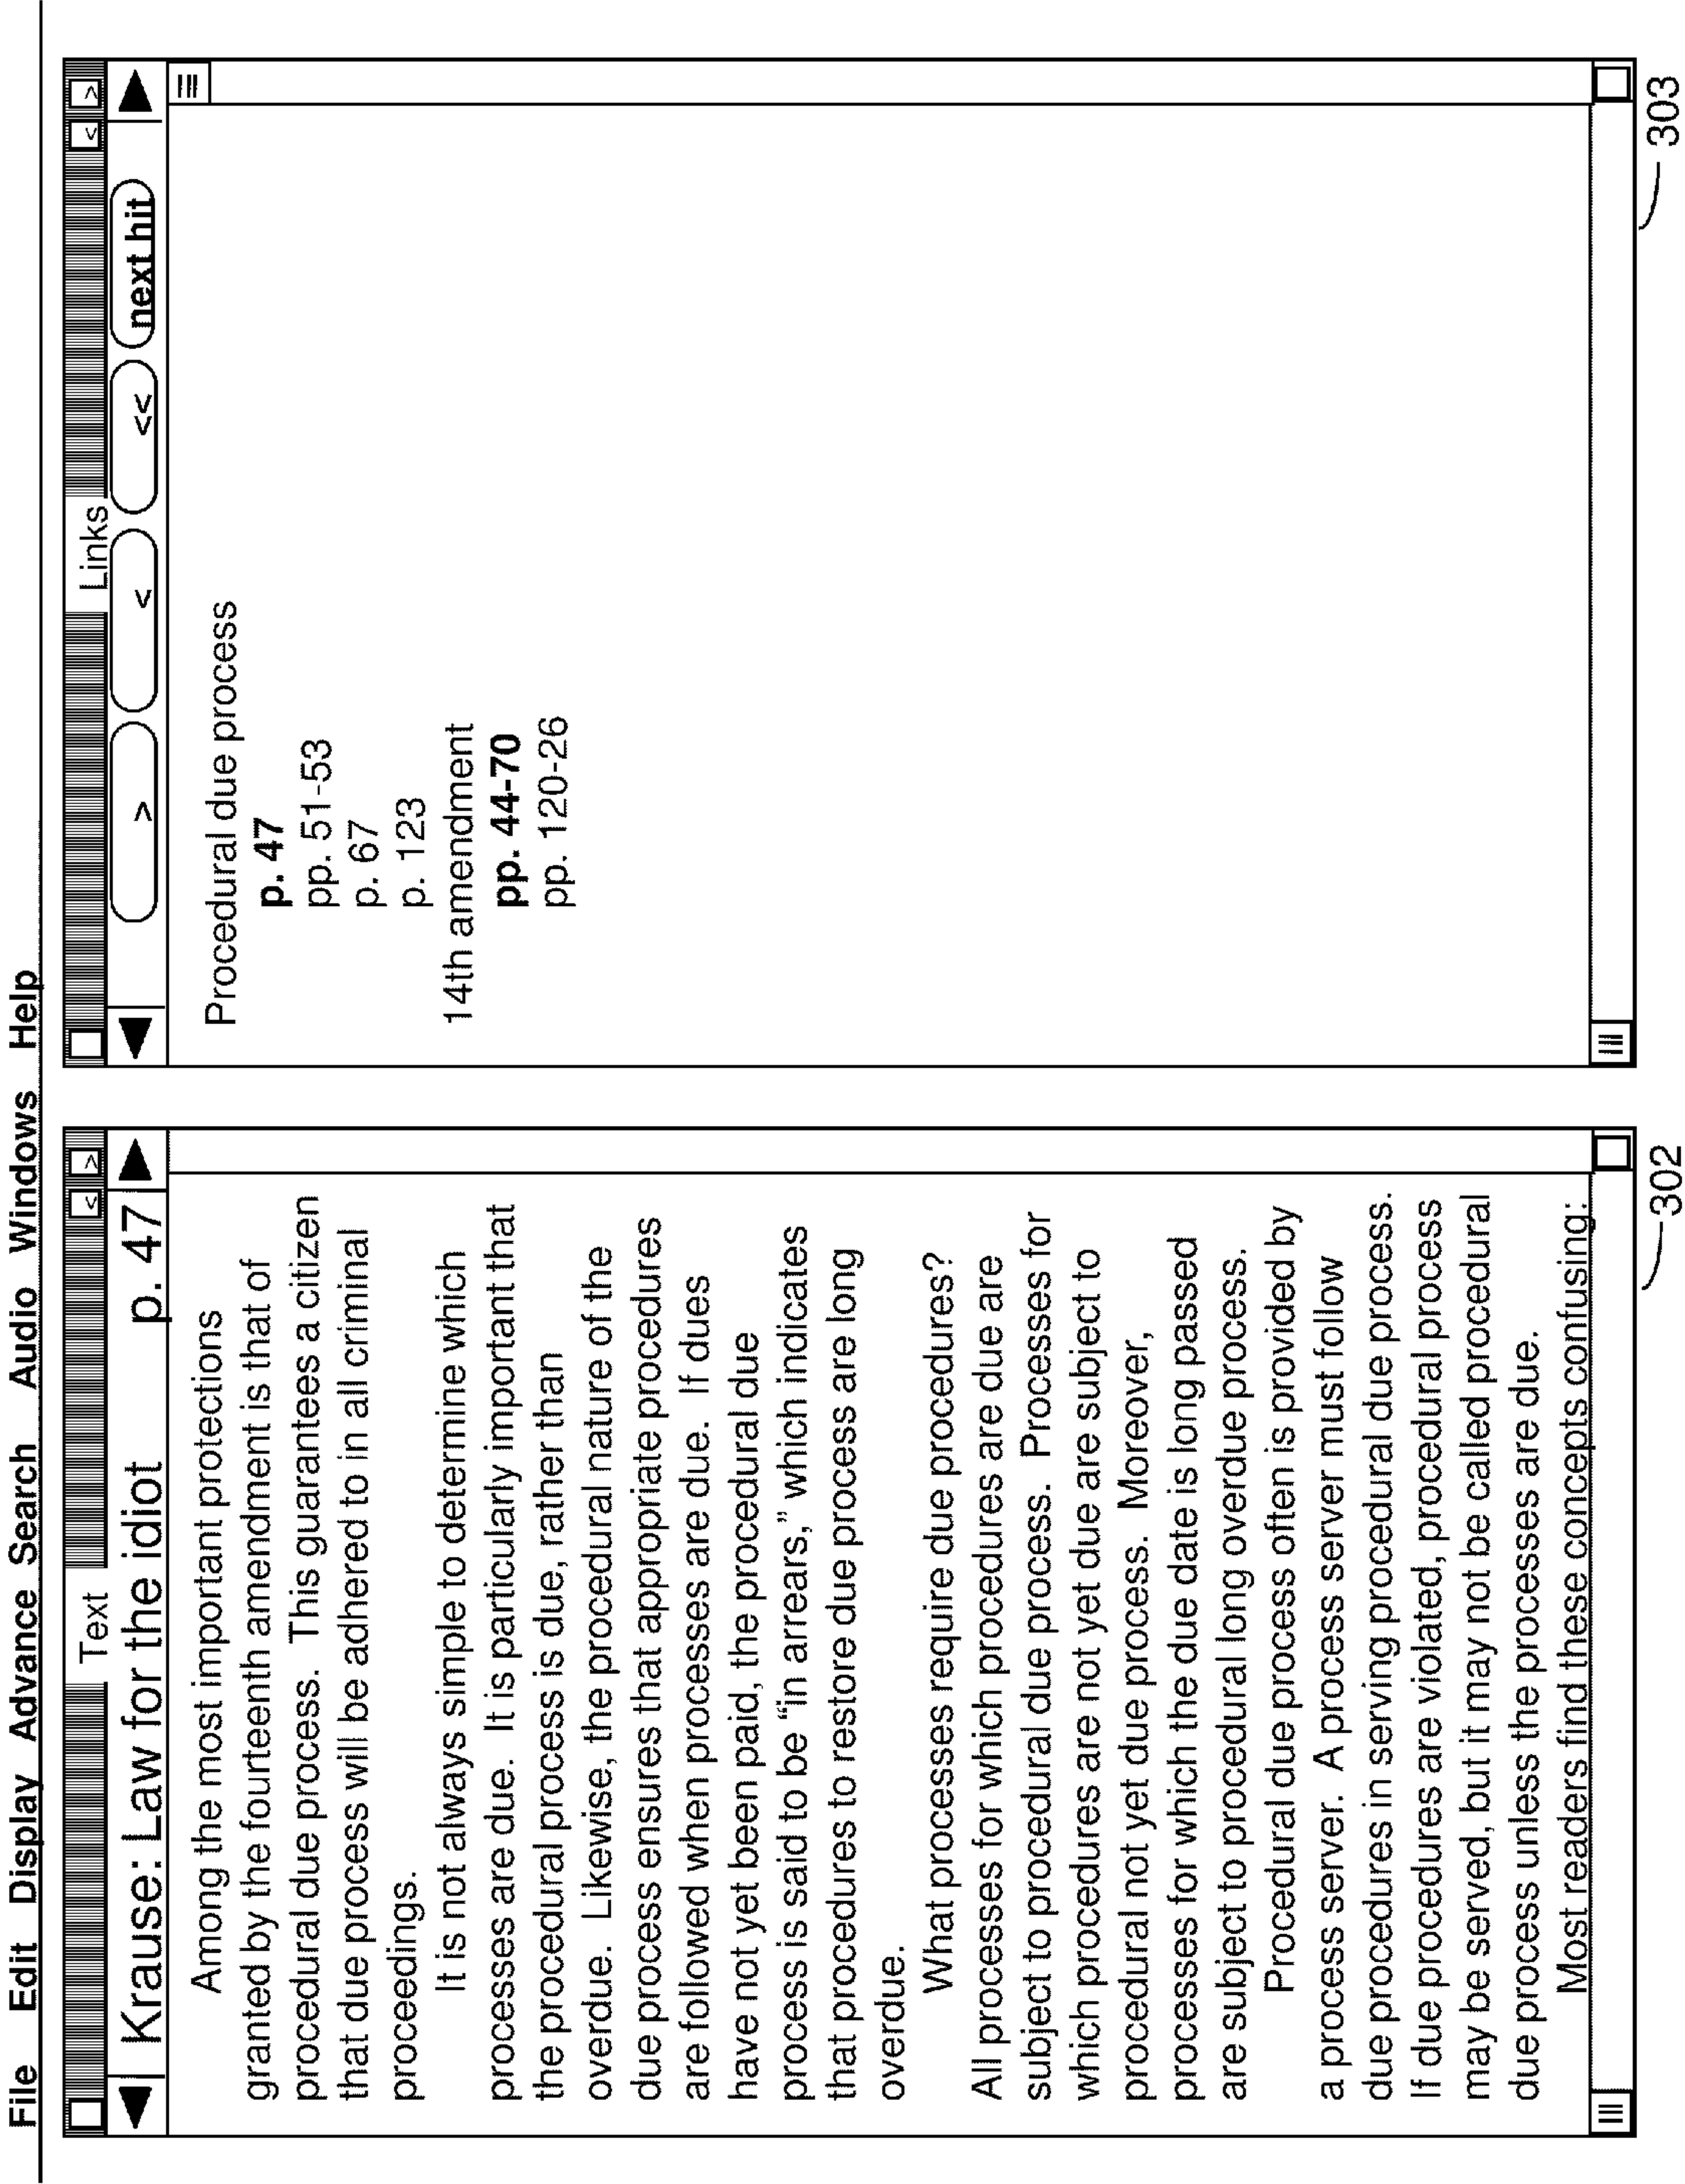 File Edit Display Advance Search Audio Windows Help
Text
< >
Krause: Law for the idiot p. 47
Among the most important protections
granted by the fourteenth amendment is that of
procedural due process. This guarantees a citizen
that due process will be adhered to in all criminal
proceedings.
It is not always simple to determine which
processes are due. It is particularly important that
the procedural process is due, rather than
overdue. Likewise, the procedural nature of the
due process ensures that appropriate procedures
are followed when processes are due. If dues
have not yet been paid, the procedural due
process is said to be “in arrears,” which indicates
that procedures to restore due process are long
overdue.
What processes require due procedures?
All processes for which procedures are due are
subject to procedural due process. Processes for
which procedures are not yet due are subject to
procedural not yet due process. Moreover,
processes for which the due date is long passed
are subject to procedural long overdue process.
Procedural due process often is provided by
a process server. A process server must follow
due procedures in serving procedural due process.
If due procedures are violated, procedural process
may be served, but it may not be called procedural
due process unless the processes are due.
Most readers find these concepts confusing:
302
Links
< >
> < << next hit
Procedural due process
p. 47
pp. 51-53
p. 67
p. 123
14th amendment
pp. 44-70
pp. 120-26
303